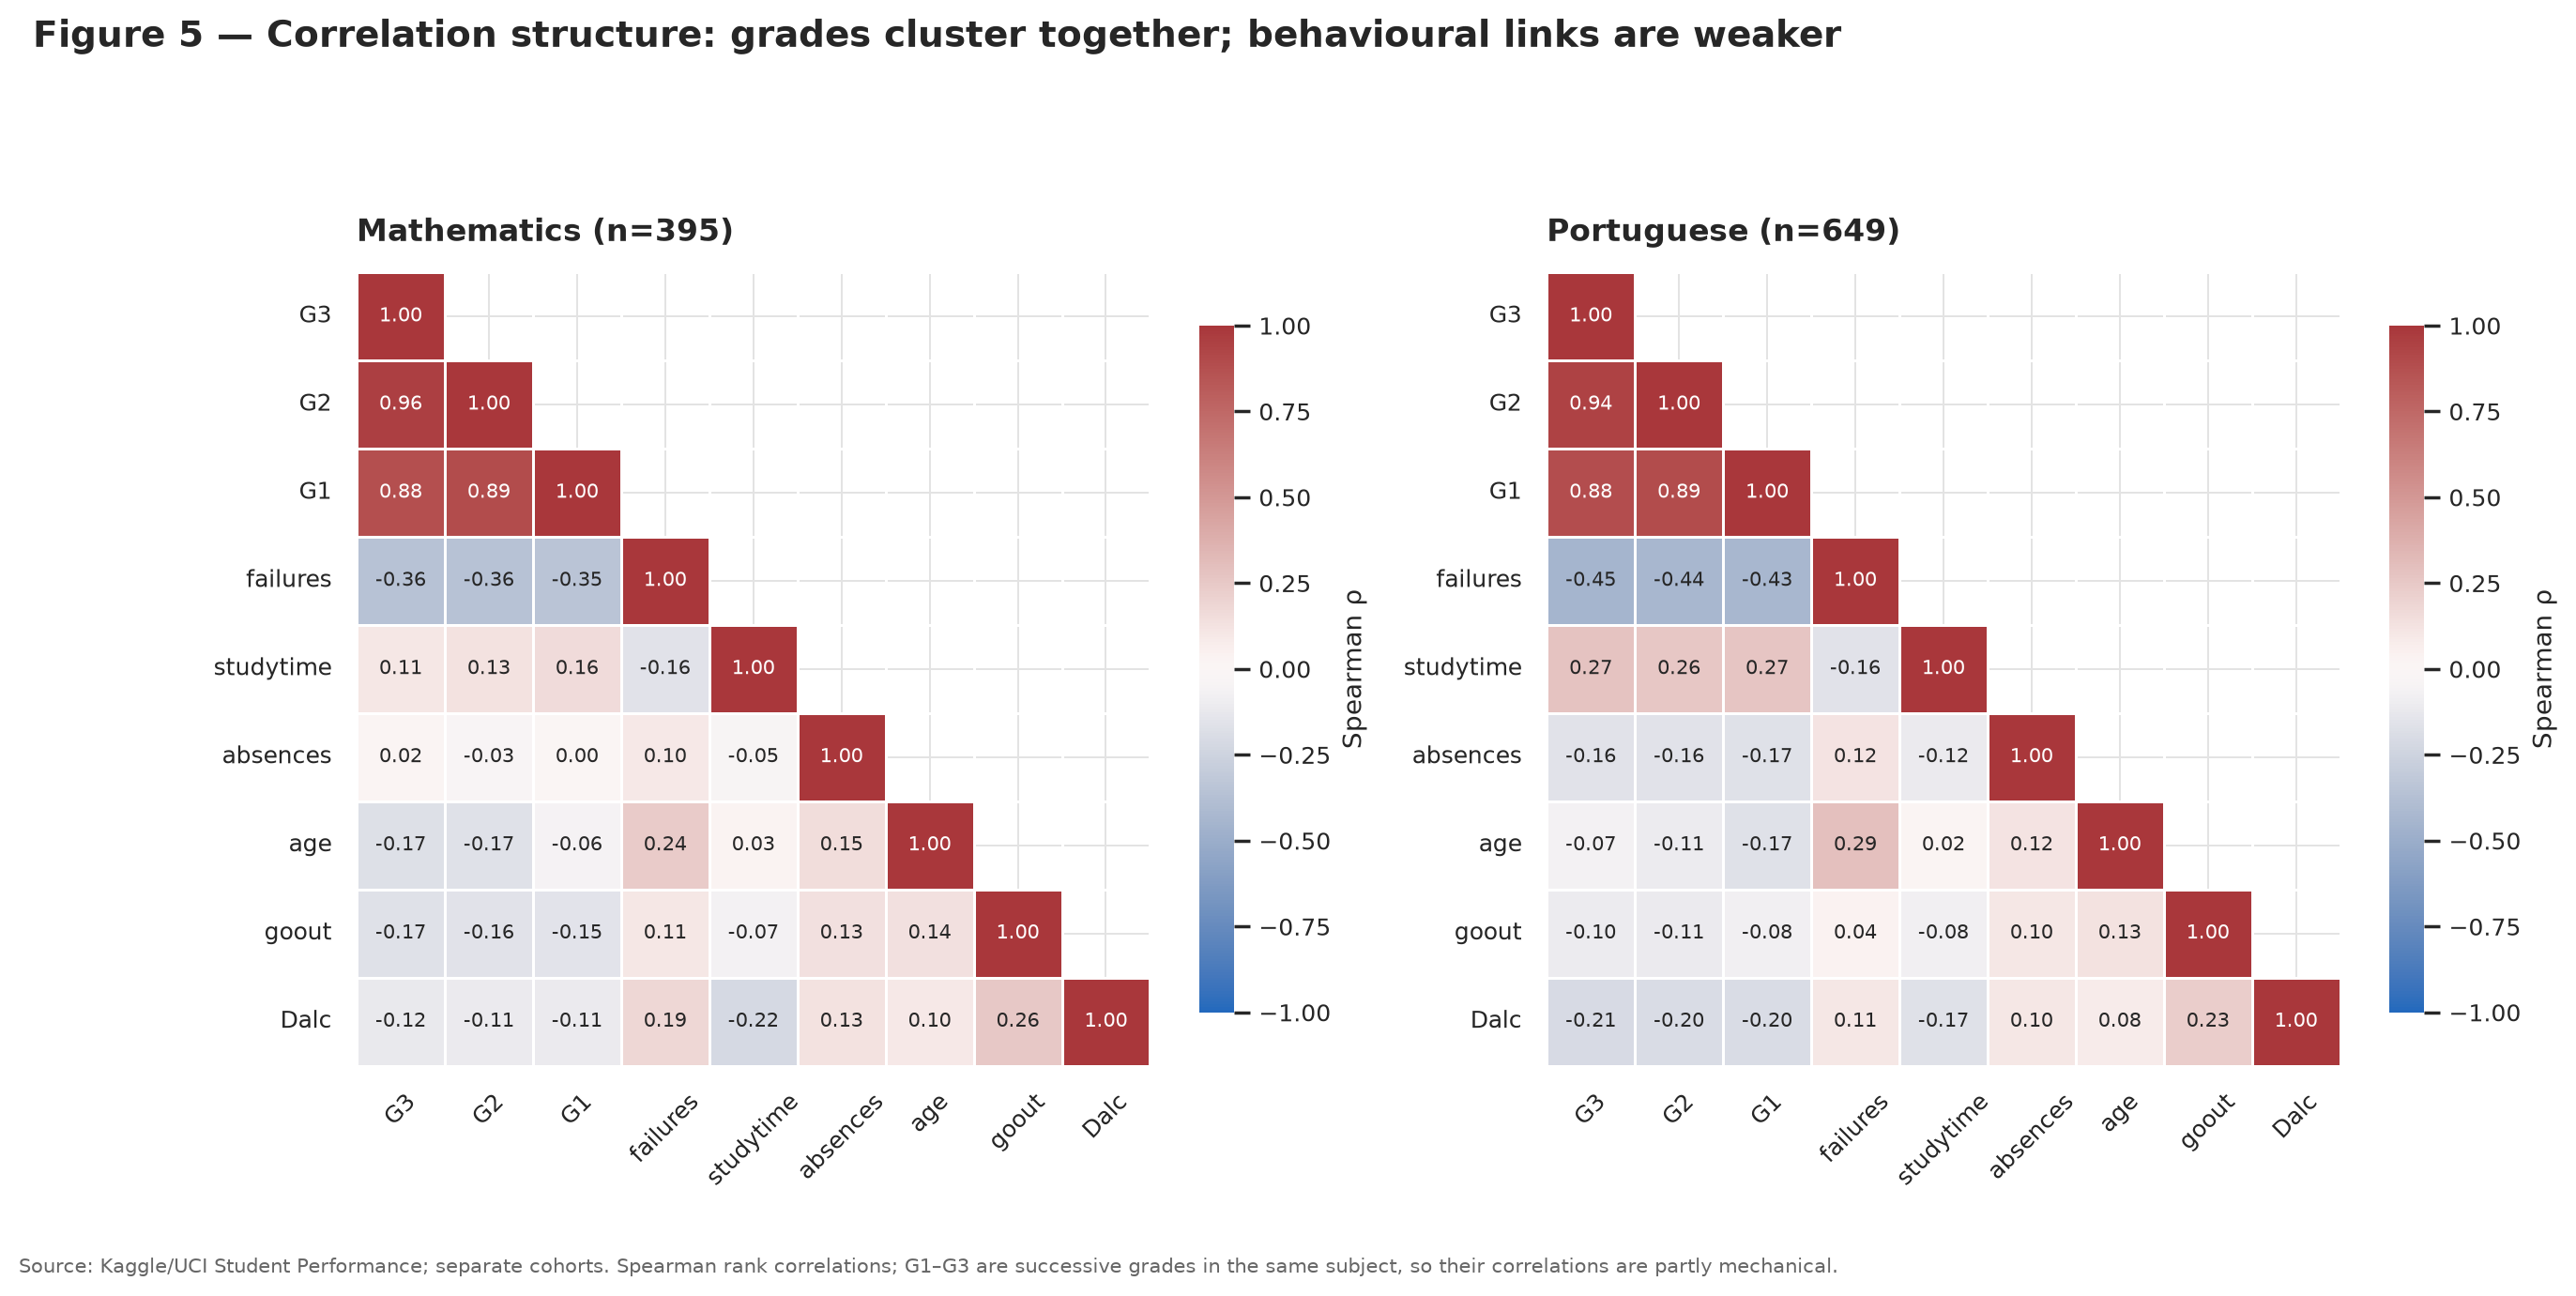 Figure 5 — Correlation structure: grades cluster together; behavioural links are weaker
Mathematics (n=395)
G3 1.00
G2 0.96 1.00
G1 0.88 0.89 1.00
failures -0.36 -0.36 -0.35 1.00
studytime 0.11 0.13 0.16 -0.16 1.00
absences 0.02 -0.03 0.00 0.10 -0.05 1.00
age -0.17 -0.17 -0.06 0.24 0.03 0.15 1.00
goout -0.17 -0.16 -0.15 0.11 -0.07 0.13 0.14 1.00
Dalc -0.12 -0.11 -0.11 0.19 -0.22 0.13 0.10 0.26 1.00
G3 G2 G1 failures studytime absences age goout Dalc
1.00
0.75
0.50
0.25
0.00
−0.25
−0.50
−0.75
−1.00
Spearman ρ
Portuguese (n=649)
G3 1.00
G2 0.94 1.00
G1 0.88 0.89 1.00
failures -0.45 -0.44 -0.43 1.00
studytime 0.27 0.26 0.27 -0.16 1.00
absences -0.16 -0.16 -0.17 0.12 -0.12 1.00
age -0.07 -0.11 -0.17 0.29 0.02 0.12 1.00
goout -0.10 -0.11 -0.08 0.04 -0.08 0.10 0.13 1.00
Dalc -0.21 -0.20 -0.20 0.11 -0.17 0.10 0.08 0.23 1.00
G3 G2 G1 failures studytime absences age goout Dalc
1.00
0.75
0.50
0.25
0.00
−0.25
−0.50
−0.75
−1.00
Spearman ρ
Source: Kaggle/UCI Student Performance; separate cohorts. Spearman rank correlations; G1–G3 are successive grades in the same subject, so their correlations are partly mechanical.